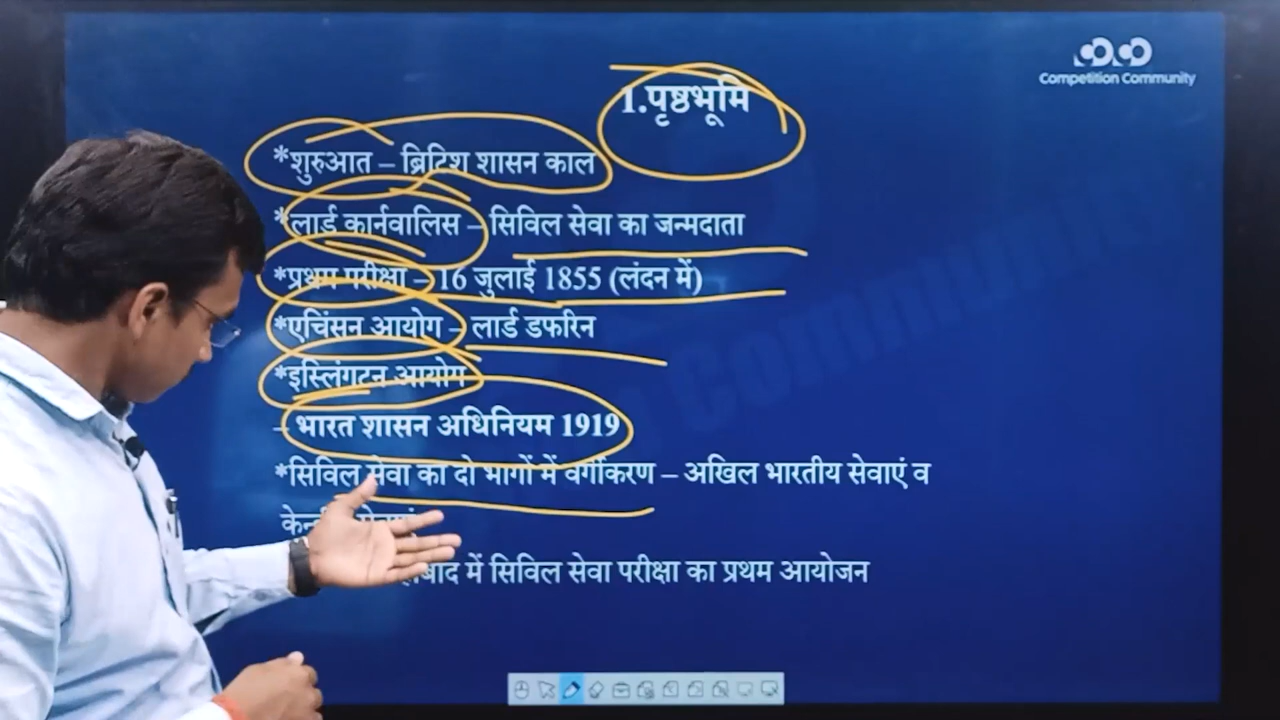 Competition Community
1.पृष्ठभूमि
*शुरुआत – ब्रिटिश शासन काल
*लार्ड कार्नवालिस – सिविल सेवा का जन्मदाता
*प्रथम परीक्षा – 16 जुलाई 1855 (लंदन में)
*एचिंसन आयोग – लार्ड डफरिन
*इस्लिंगटन आयोग
– भारत शासन अधिनियम 1919
*सिविल सेवा का दो भागों में वर्गीकरण – अखिल भारतीय सेवाएं व
में सिविल सेवा परीक्षा का प्रथम आयोजन